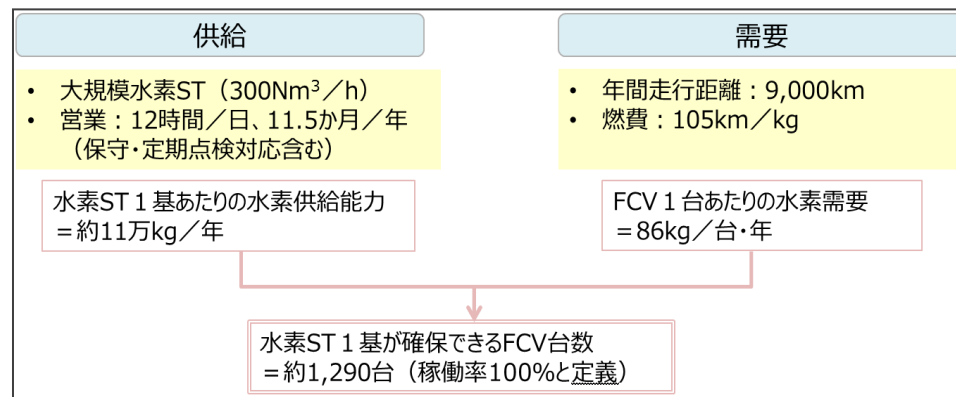 供給
・ 大規模水素ST（300Nm³／h）
・ 営業：12時間／日、11.5か月／年
（保守・定期点検対応含む）
水素ST１基あたりの水素供給能力
＝約11万kg／年
需要
・ 年間走行距離：9,000km
・ 燃費：105km／kg
FCV１台あたりの水素需要
＝86kg／台・年
水素ST１基が確保できるFCV台数
＝約1,290台（稼働率100%と定義）